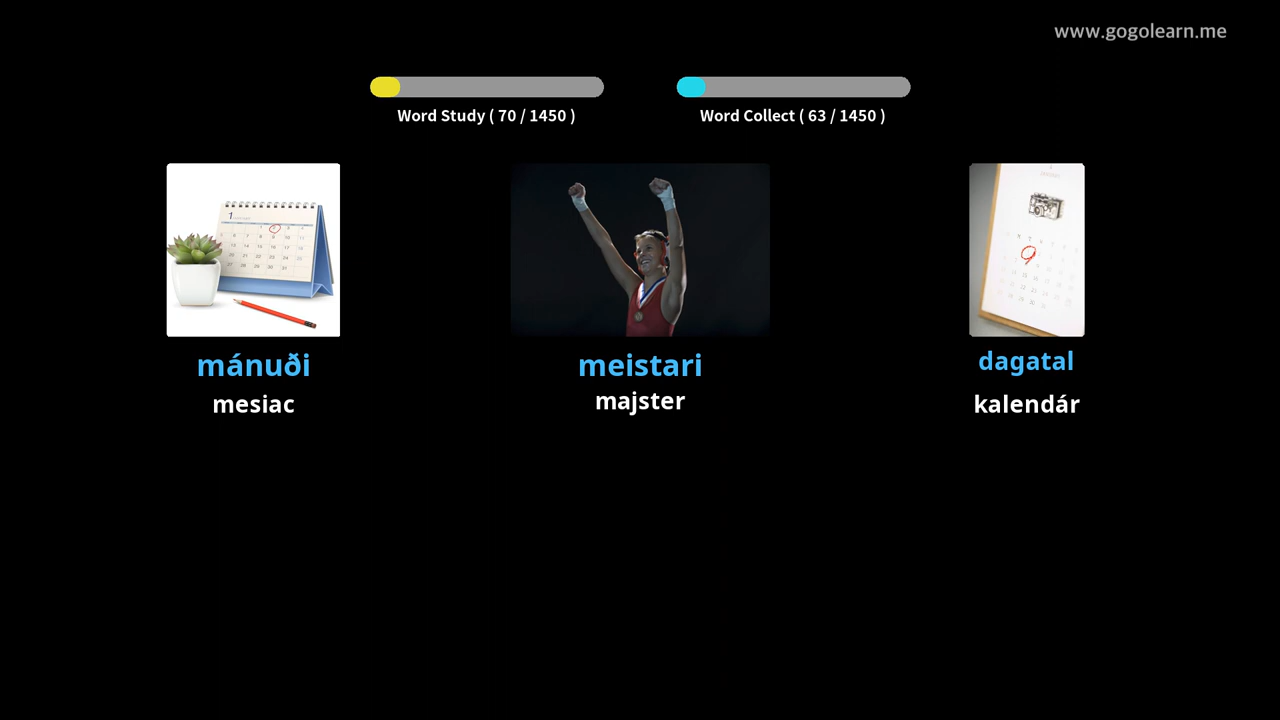 www.gogolearn.me
Word Study ( 70 / 1450 )
Word Collect ( 63 / 1450 )
mánuði
mesiac
meistari
majster
dagatal
kalendár